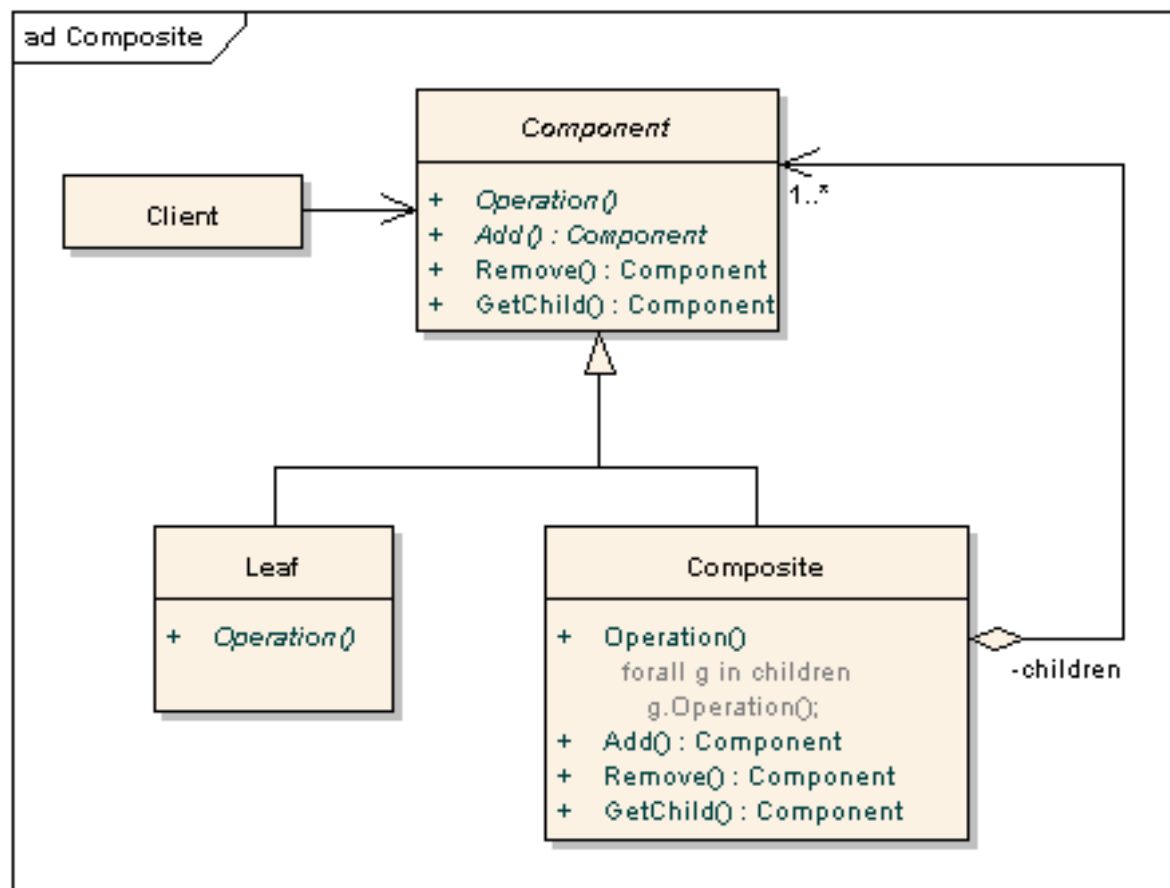 ad Composite
Component
Client
+ Operation()
+ Add() : Component
+ Remove() : Component
+ GetChild() : Component
1..*
Leaf
+ Operation()
Composite
+ Operation()
forall g in children
g.Operation();
+ Add() : Component
+ Remove() : Component
+ GetChild() : Component
-children